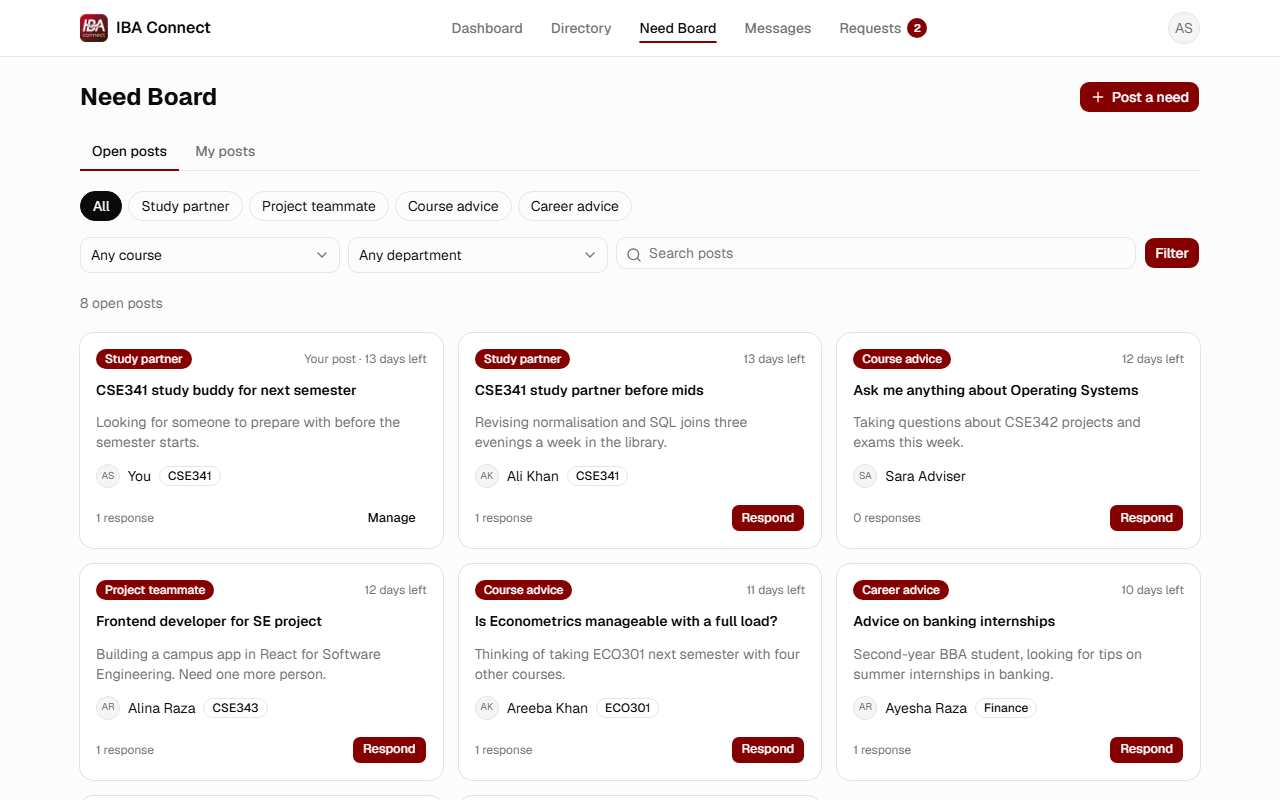 IBA connect IBA Connect Dashboard Directory Need Board Messages Requests 2 AS
Need Board + Post a need
Open posts My posts
All Study partner Project teammate Course advice Career advice
Any course Any department Search posts Filter
8 open posts
Study partner Your post · 13 days left
CSE341 study buddy for next semester
Looking for someone to prepare with before the
semester starts.
AS You CSE341
1 response Manage
Study partner 13 days left
CSE341 study partner before mids
Revising normalisation and SQL joins three
evenings a week in the library.
AK Ali Khan CSE341
1 response Respond
Course advice 12 days left
Ask me anything about Operating Systems
Taking questions about CSE342 projects and
exams this week.
SA Sara Adviser
0 responses Respond
Project teammate 12 days left
Frontend developer for SE project
Building a campus app in React for Software
Engineering. Need one more person.
AR Alina Raza CSE343
1 response Respond
Course advice 11 days left
Is Econometrics manageable with a full load?
Thinking of taking ECO301 next semester with four
other courses.
AK Areeba Khan ECO301
1 response Respond
Career advice 10 days left
Advice on banking internships
Second-year BBA student, looking for tips on
summer internships in banking.
AR Ayesha Raza Finance
1 response Respond